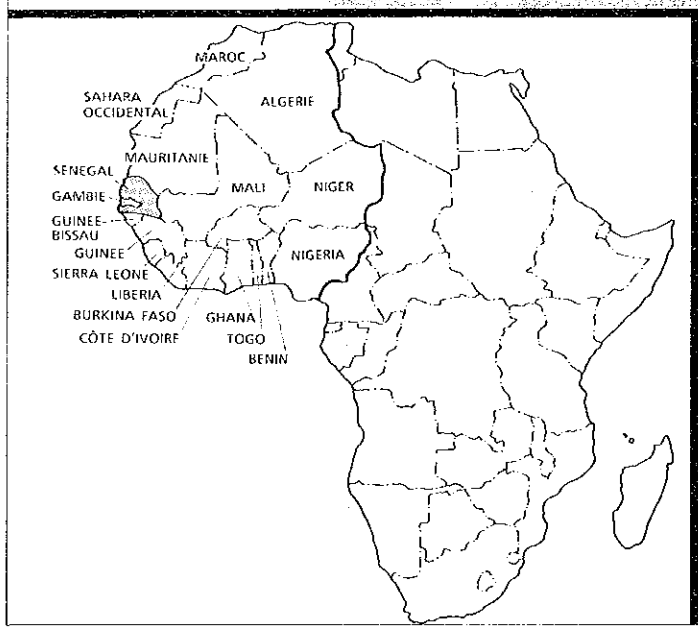 MAROC
SAHARA
OCCIDENTAL
ALGERIE
MAURITANIE
SENEGAL
MALI
NIGER
GAMBIE
GUINEE
BISSAU
NIGERIA
GUINEE
SIERRA LEONE
LIBERIA
BURKINA FASO
GHANA
CÔTE D'IVOIRE
TOGO
BENIN